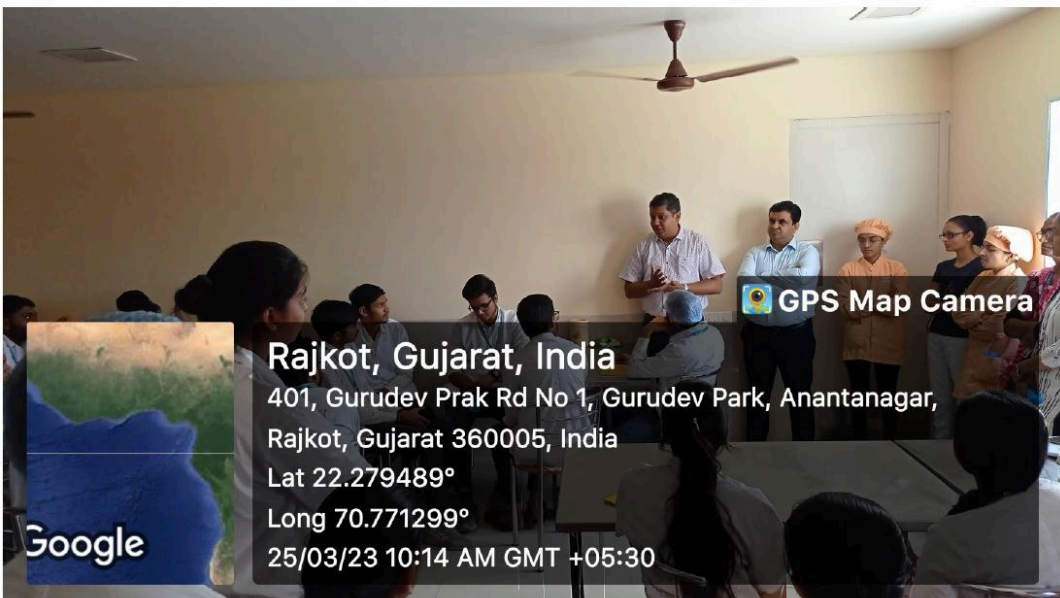 GPS Map Camera
Rajkot, Gujarat, India
401, Gurudev Prak Rd No 1, Gurudev Park, Anantanagar,
Rajkot, Gujarat 360005, India
Lat 22.279489°
Long 70.771299°
25/03/23 10:14 AM GMT +05:30
Google